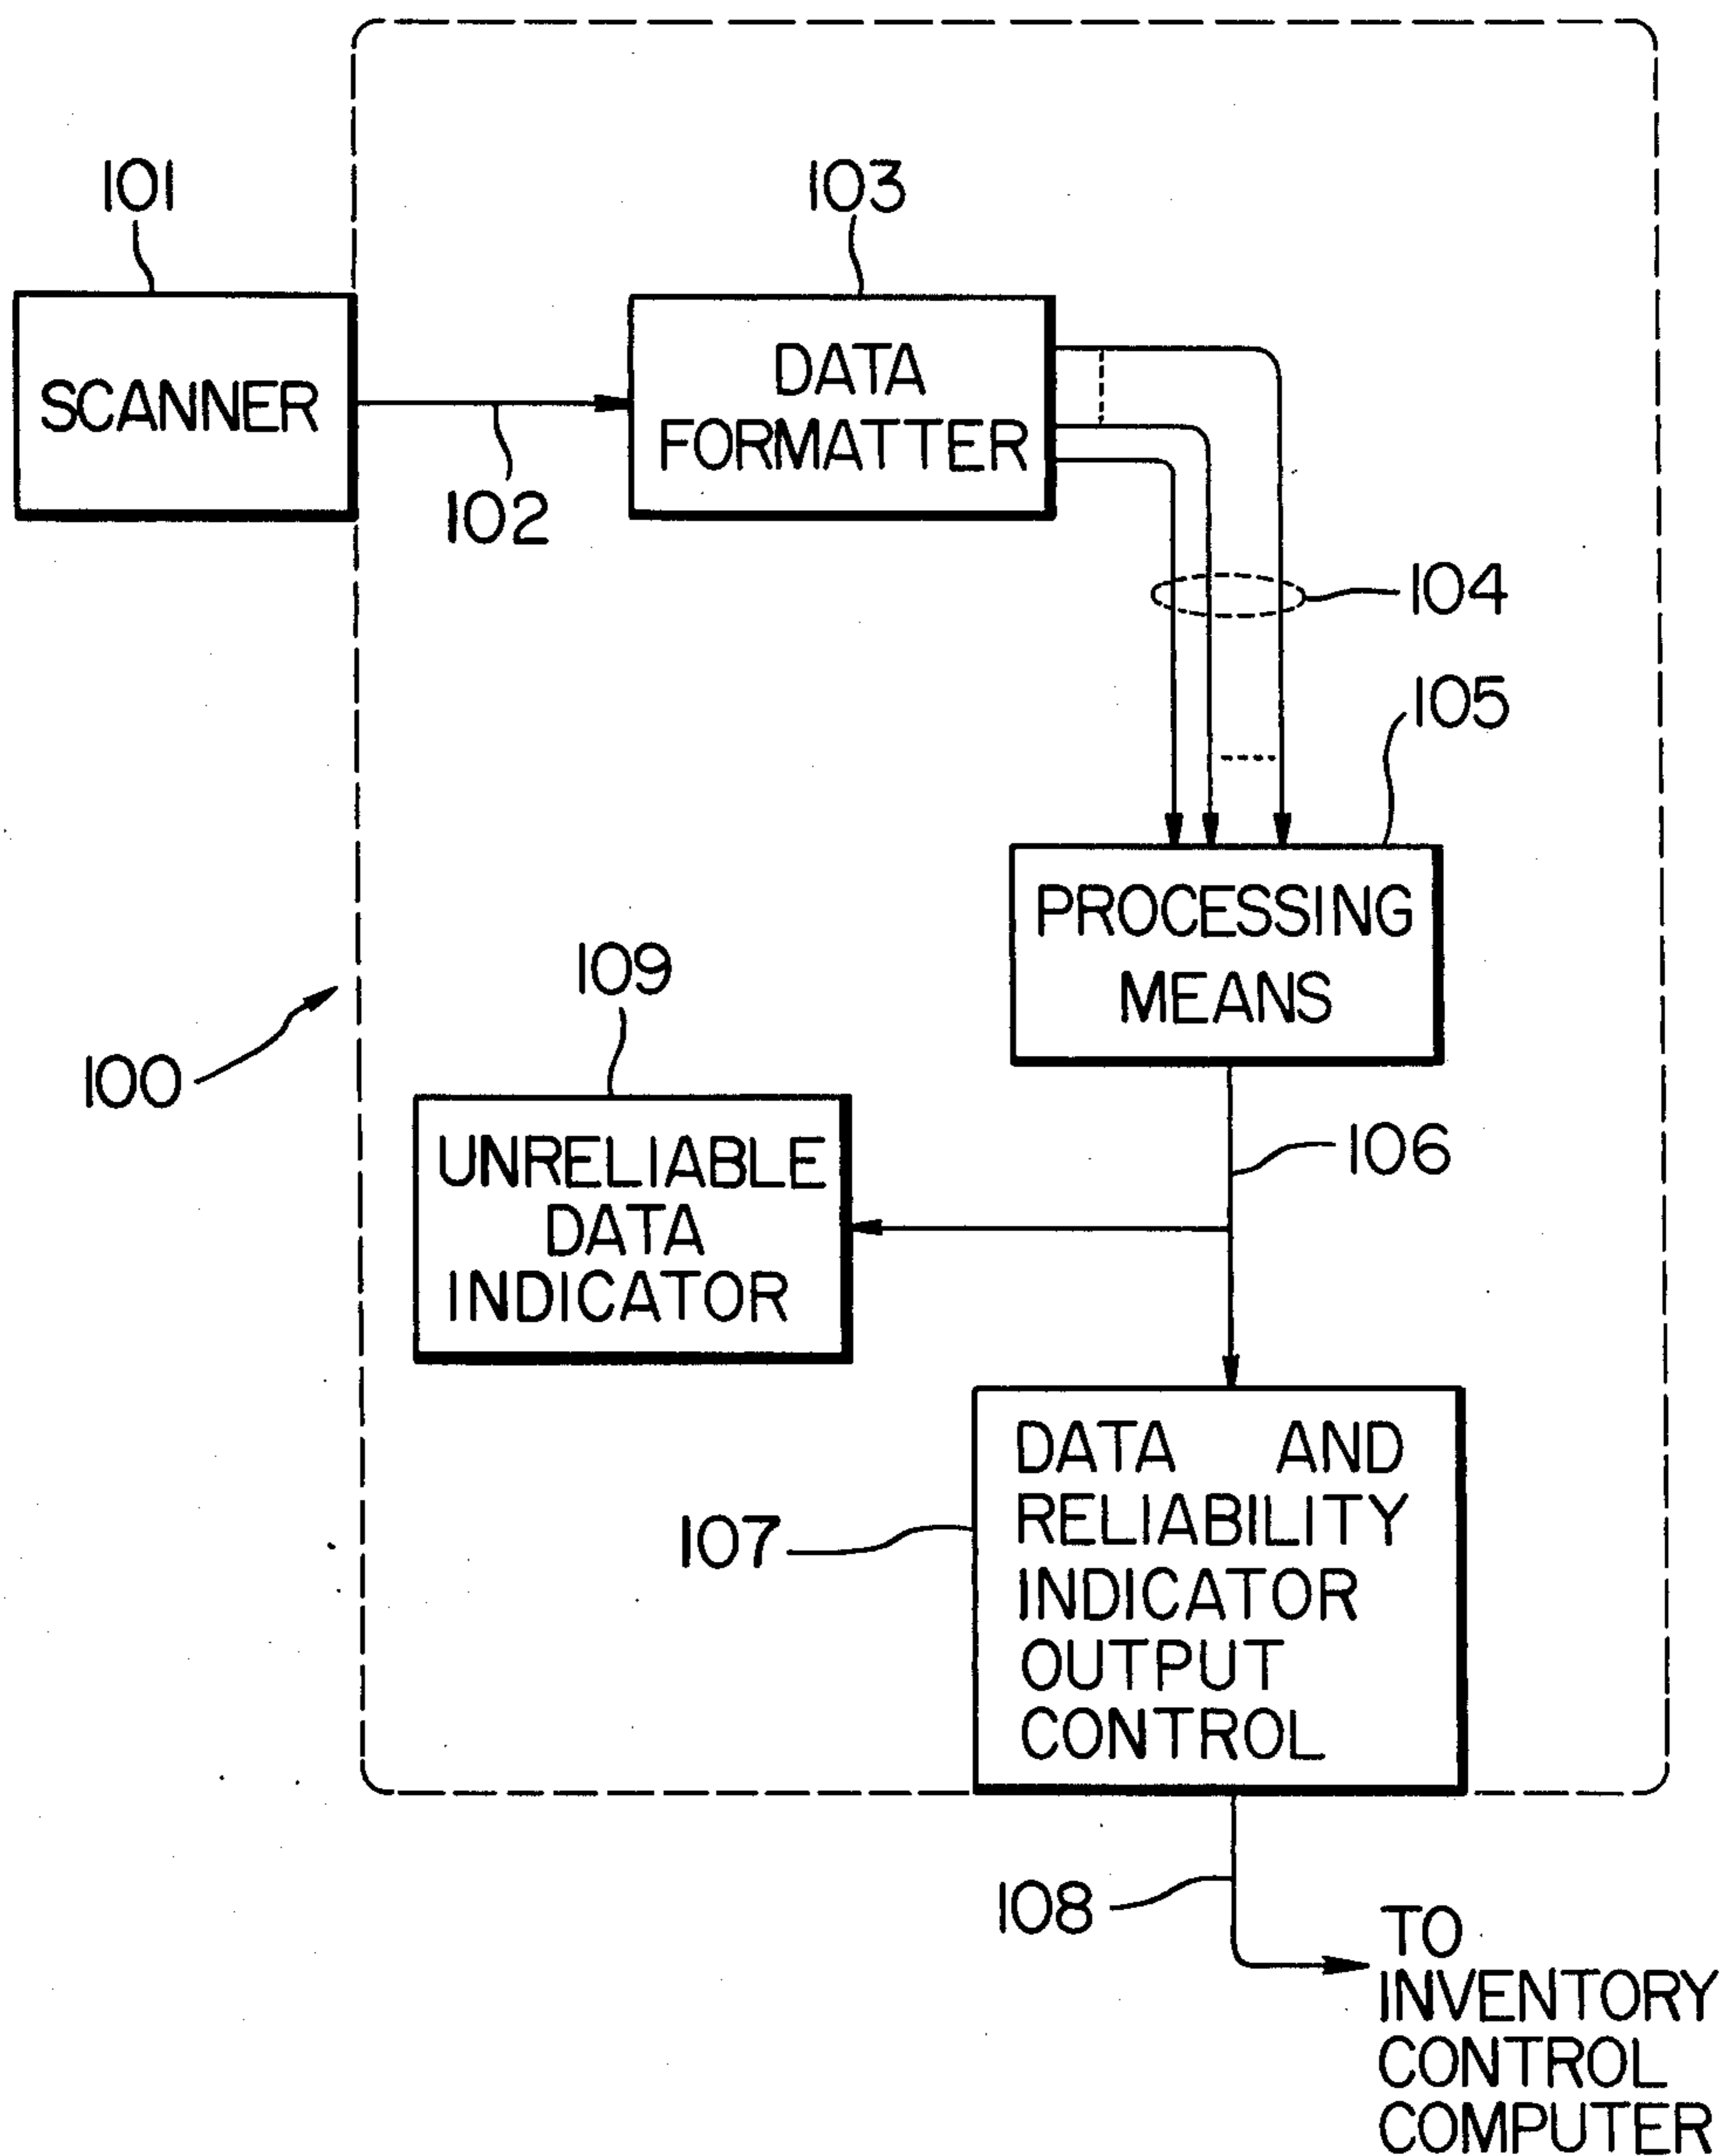 101
103
SCANNER
DATA
FORMATTER
102
104
105
PROCESSING
MEANS
109
100
106
UNRELIABLE
DATA
INDICATOR
DATA AND
RELIABILITY
INDICATOR
OUTPUT
CONTROL
107
108
TO
INVENTORY
CONTROL
COMPUTER